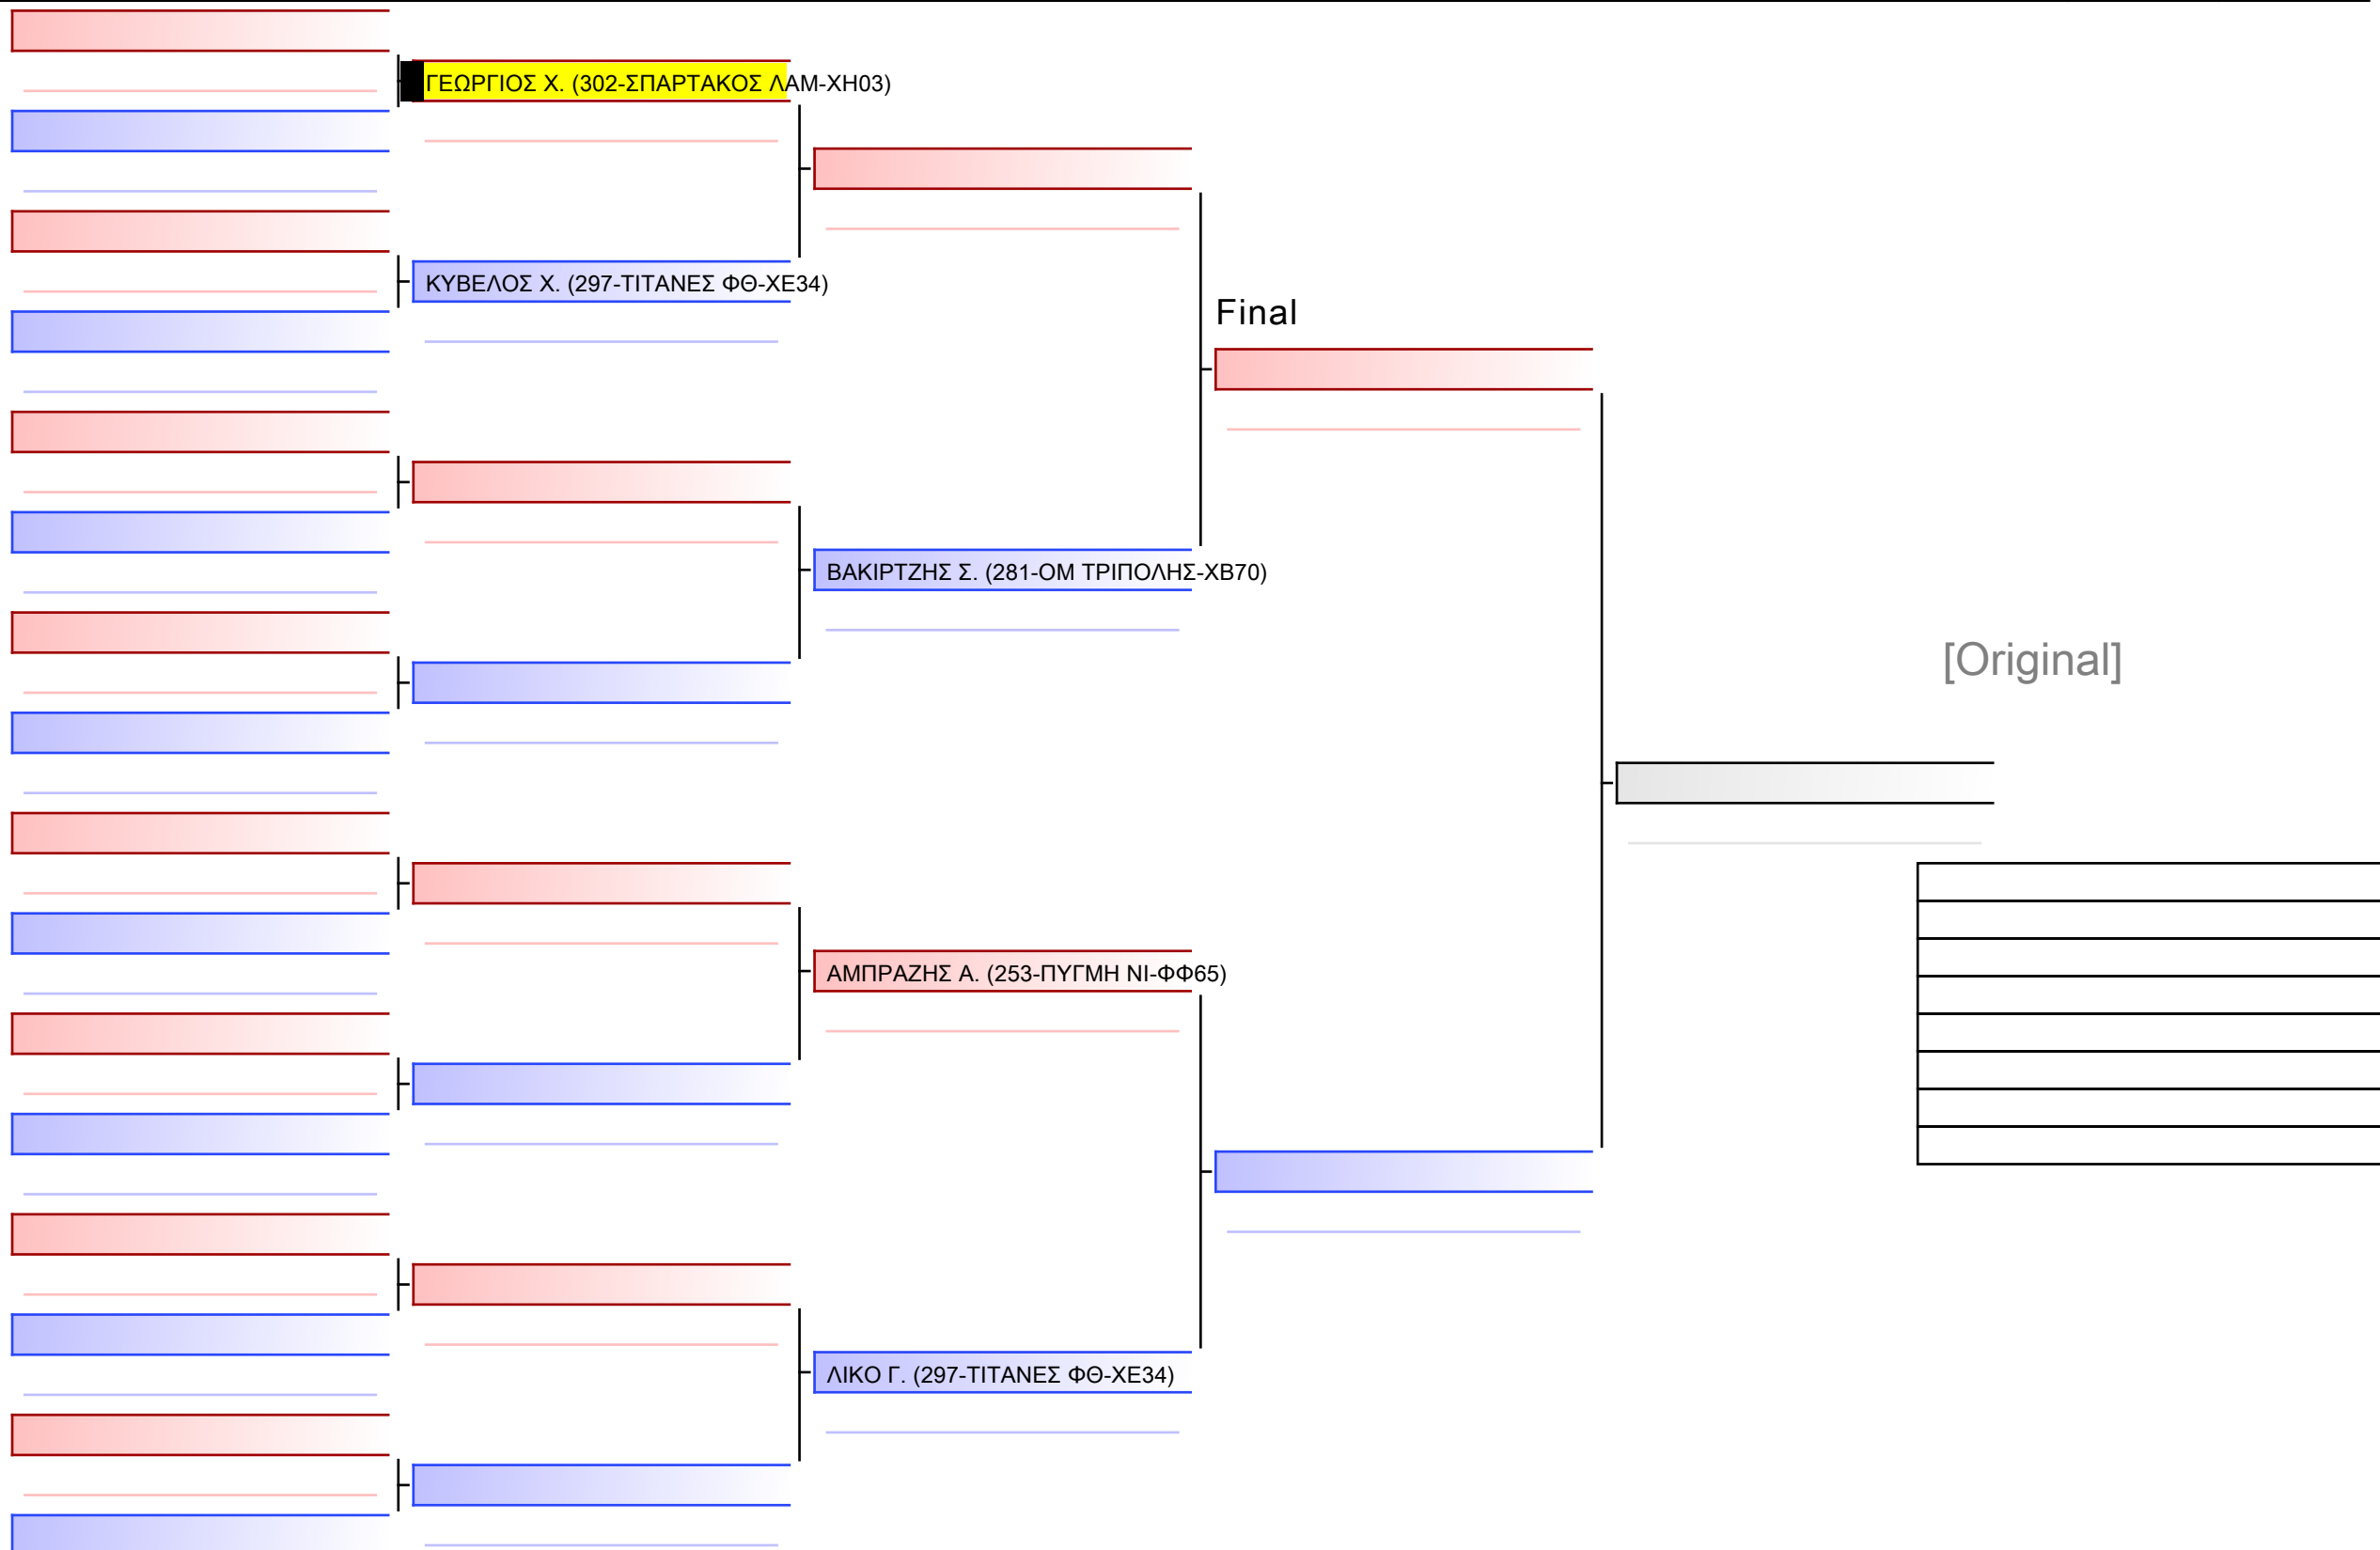 ΓΕΩΡΓΙΟΣ Χ. (302-ΣΠΑΡΤΑΚΟΣ ΛΑΜ-ΧΗ03)
ΚΥΒΕΛΟΣ Χ. (297-ΤΙΤΑΝΕΣ ΦΘ-ΧΕ34)
Final
ΒΑΚΙΡΤΖΗΣ Σ. (281-ΟΜ ΤΡΙΠΟΛΗΣ-ΧΒ70)
[Original]
ΑΜΠΡΑΖΗΣ Α. (253-ΠΥΓΜΗ ΝΙ-ΦΦ65)
ΛΙΚΟ Γ. (297-ΤΙΤΑΝΕΣ ΦΘ-ΧΕ34)